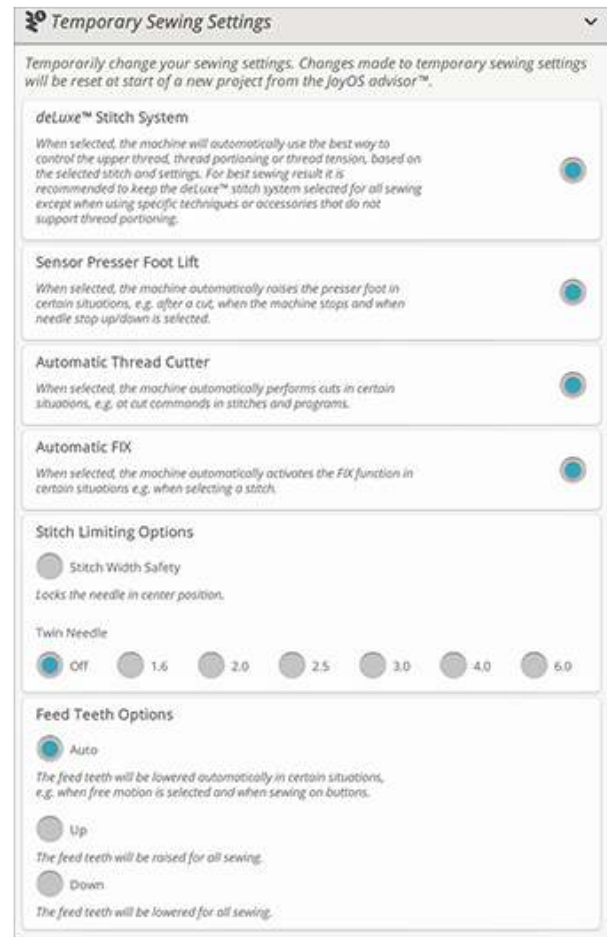 Temporary Sewing Settings
Temporarily change your sewing settings. Changes made to temporary sewing settings
will be reset at start of a new project from the JoyOS advisor™.
deLuxe™ Stitch System
When selected, the machine will automatically use the best way to
control the upper thread, thread portioning or thread tension, based on
the selected stitch and settings. For best sewing result it is
recommended to keep the deLuxe™ stitch system selected for all sewing
except when using specific techniques or accessories that do not
support thread portioning.
Sensor Presser Foot Lift
When selected, the machine automatically raises the presser foot in
certain situations, e.g. after a cut, when the machine stops and when
needle stop up/down is selected.
Automatic Thread Cutter
When selected, the machine automatically performs cuts in certain
situations, e.g. at cut commands in stitches and programs.
Automatic FIX
When selected, the machine automatically activates the FIX function in
certain situations e.g. when selecting a stitch.
Stitch Limiting Options
Stitch Width Safety
Locks the needle in center position.
Twin Needle
Off 1.6 2.0 2.5 3.0 4.0 6.0
Feed Teeth Options
Auto
The feed teeth will be lowered automatically in certain situations,
e.g. when free motion is selected and when sewing on buttons.
Up
The feed teeth will be raised for all sewing.
Down
The feed teeth will be lowered for all sewing.